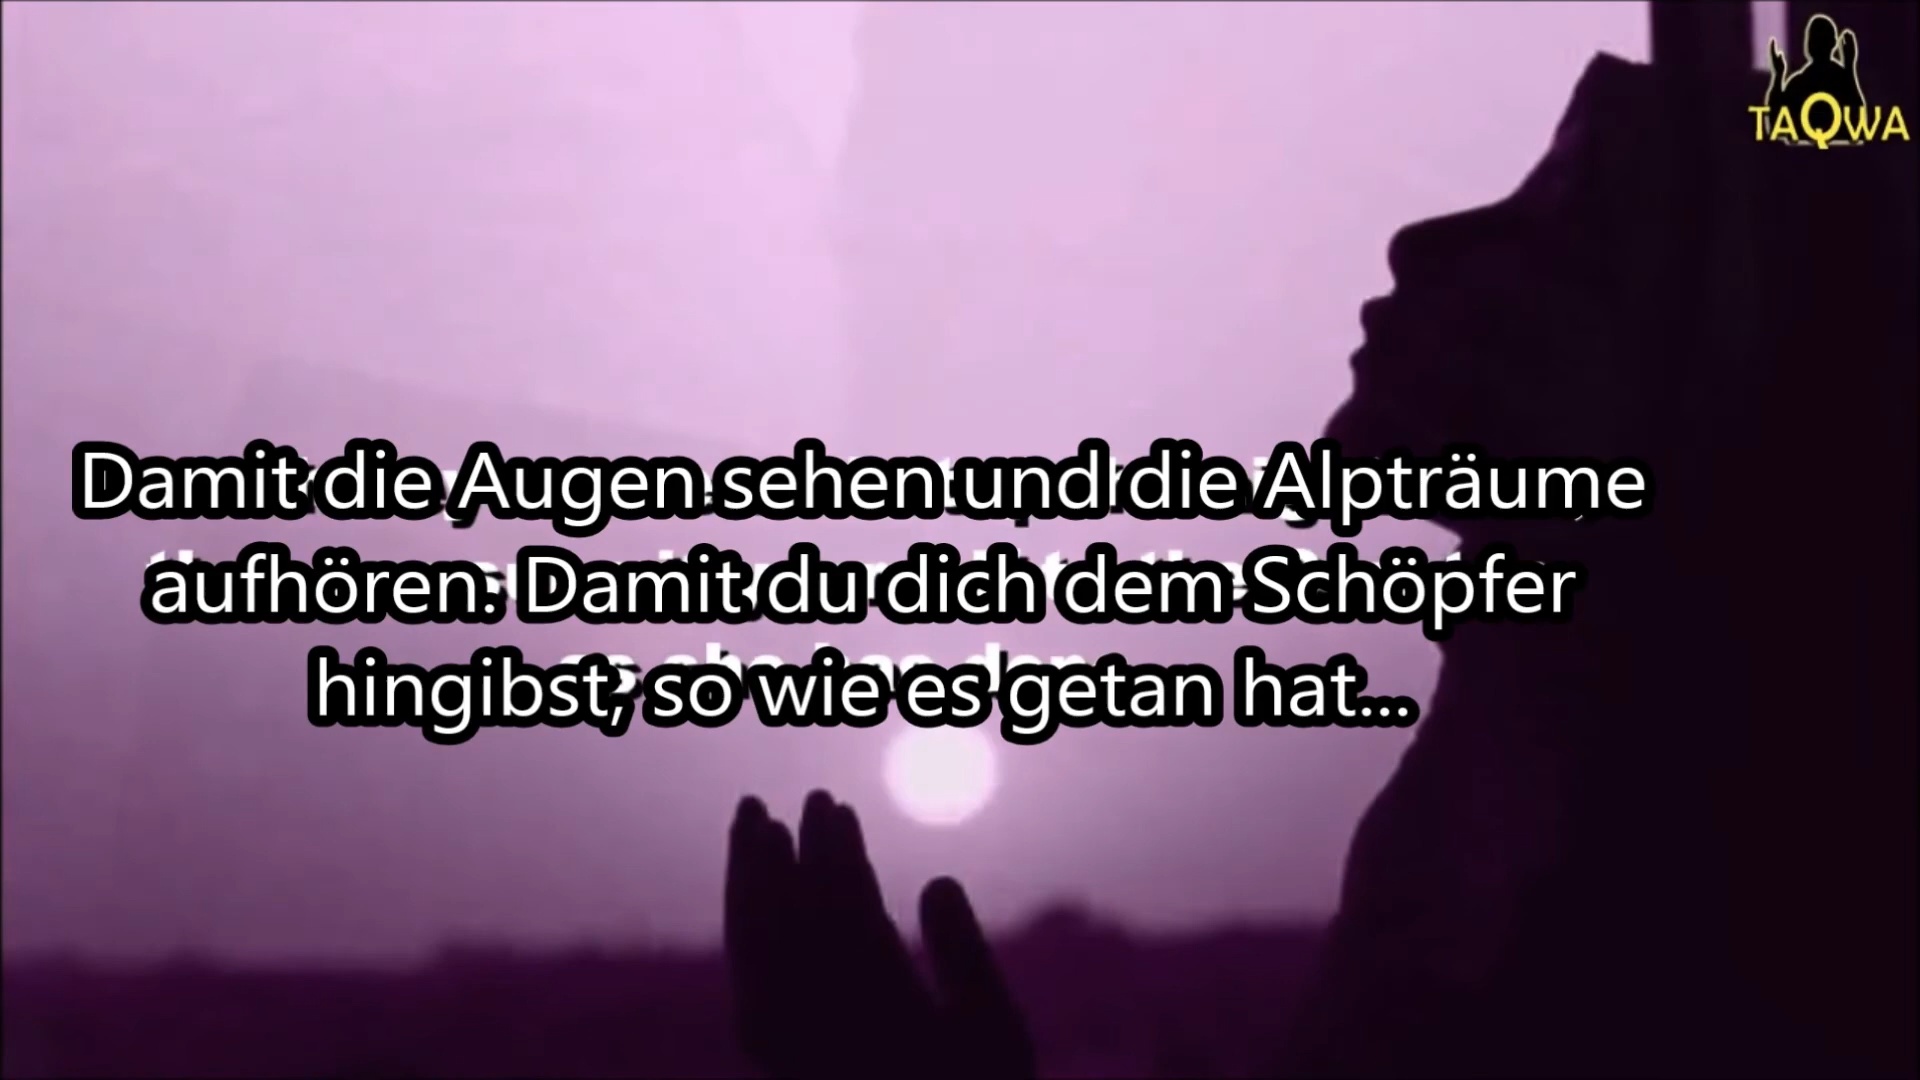 TAQWA
Damit die Augen sehen und die Alpträume
aufhören. Damit du dich dem Schöpfer
hingibst, so wie es getan hat...